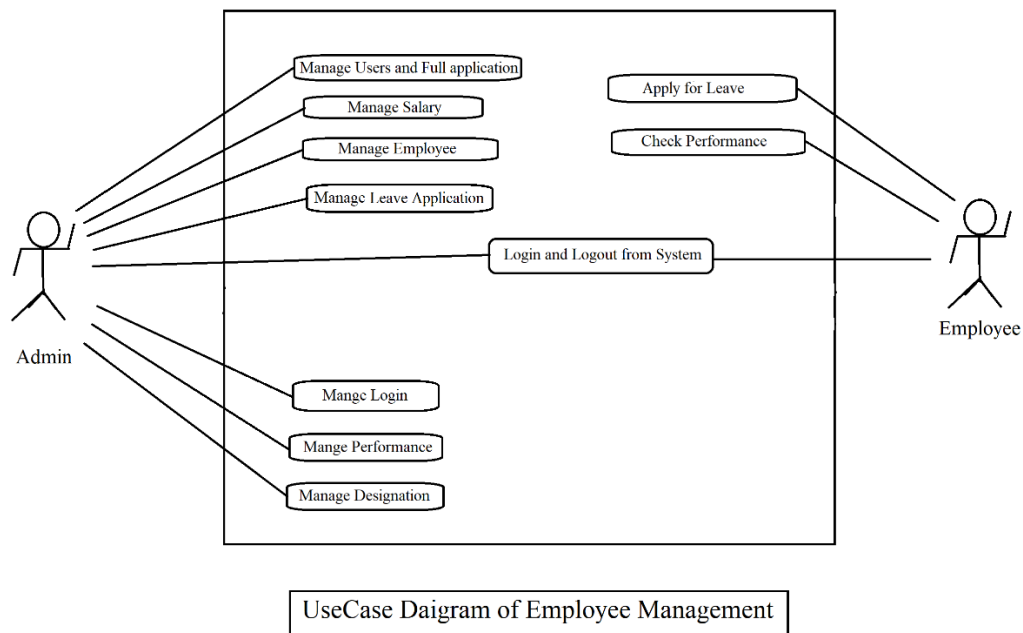 Manage Users and Full application
Manage Salary
Manage Employee
Manage Leave Application
Login and Logout from System
Mange Login
Mange Performance
Manage Designation
Apply for Leave
Check Performance
Admin
Employee
UseCase Daigram of Employee Management